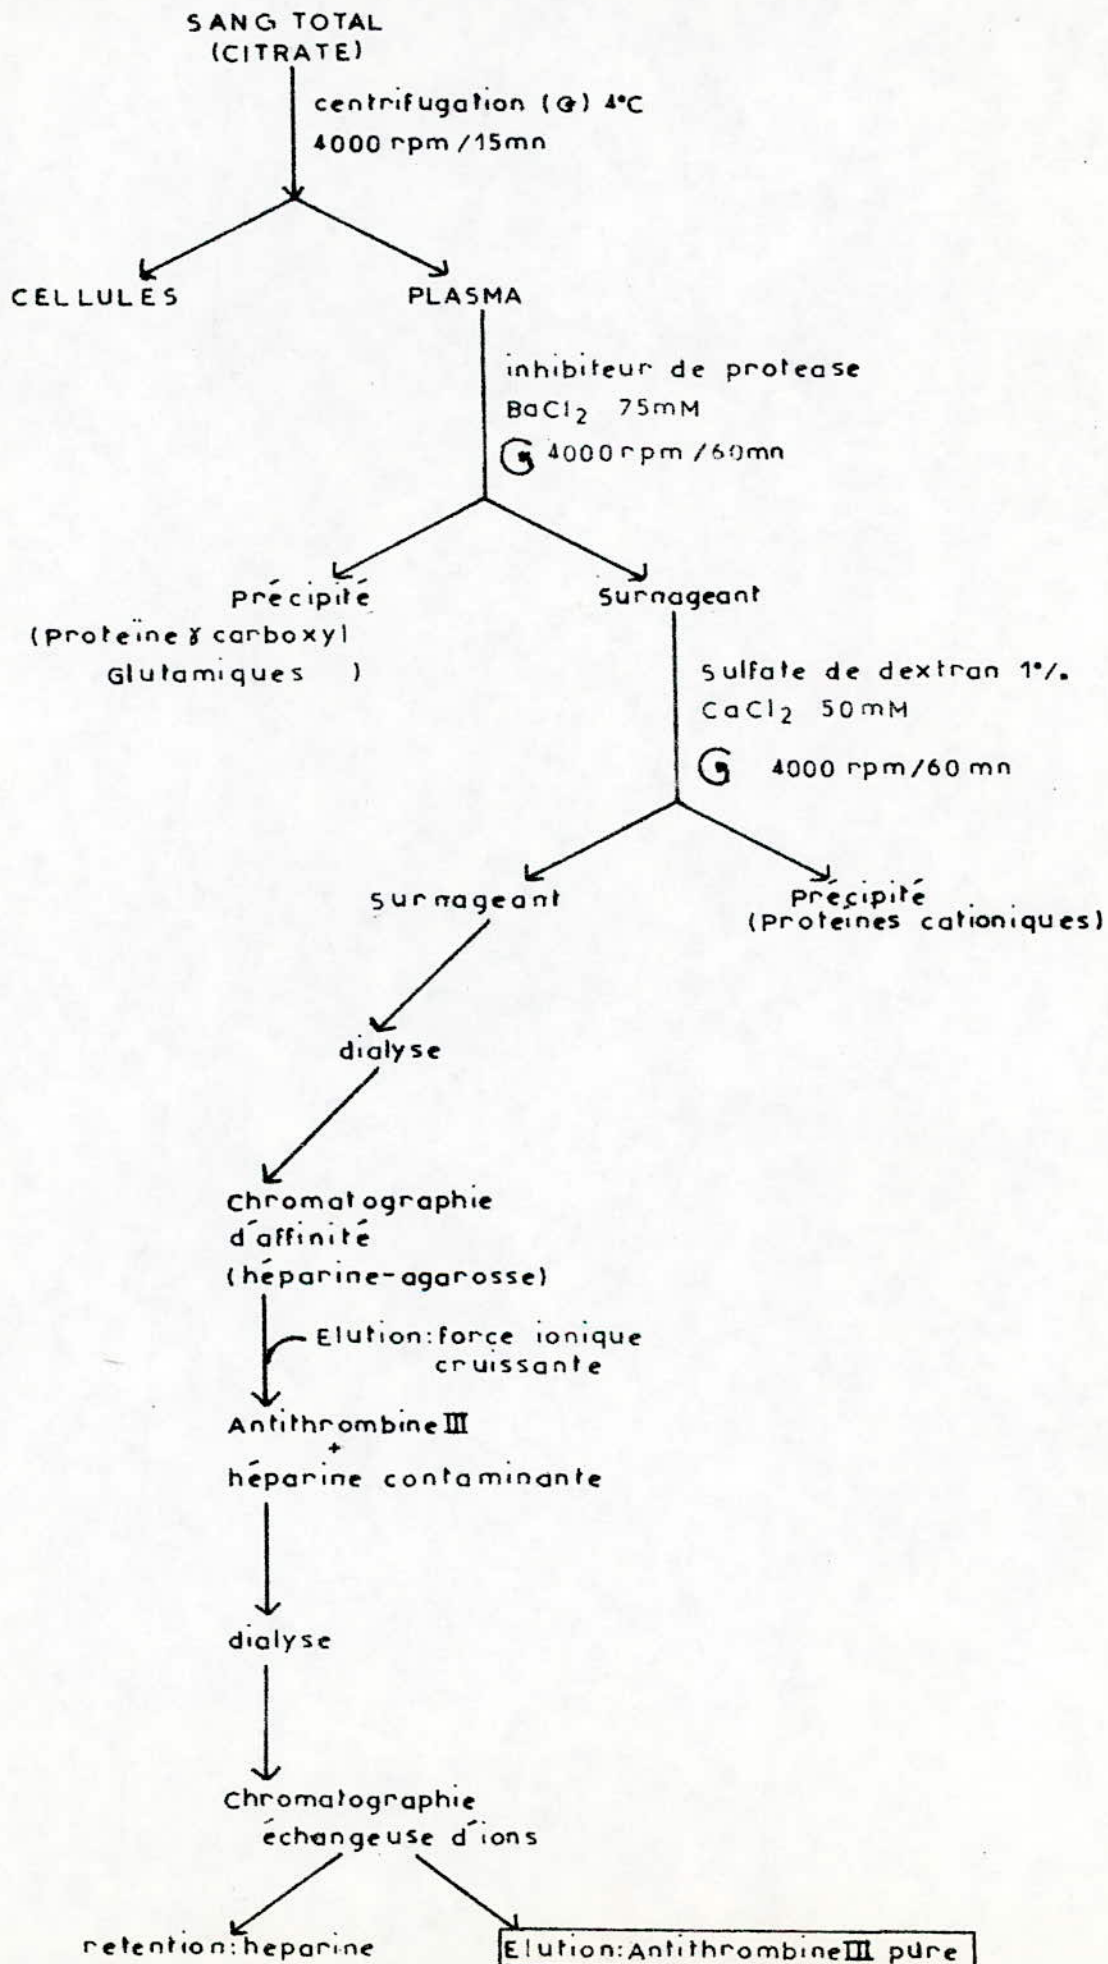 SANG TOTAL
(CITRATE)
centrifugation (G) 4°C
4000 rpm /15mn
CELLULES
PLASMA
inhibiteur de protease
BaCl₂ 75mM
G 4000 rpm /60mn
Précipité
(Proteïne γ carboxyl
Glutamiques )
Surnageant
Sulfate de dextran 1%
CaCl₂ 50mM
G 4000 rpm/60 mn
Surnageant
Précipité
(Proteines cationiques)
dialyse
Chromatographie
d'affinité
(héparine-agarosse)
Elution: force ionique
cruissante
Antithrombine III
+
héparine contaminante
dialyse
Chromatographie
échangeuse d'ions
retention: heparine
Elution: Antithrombine III pure